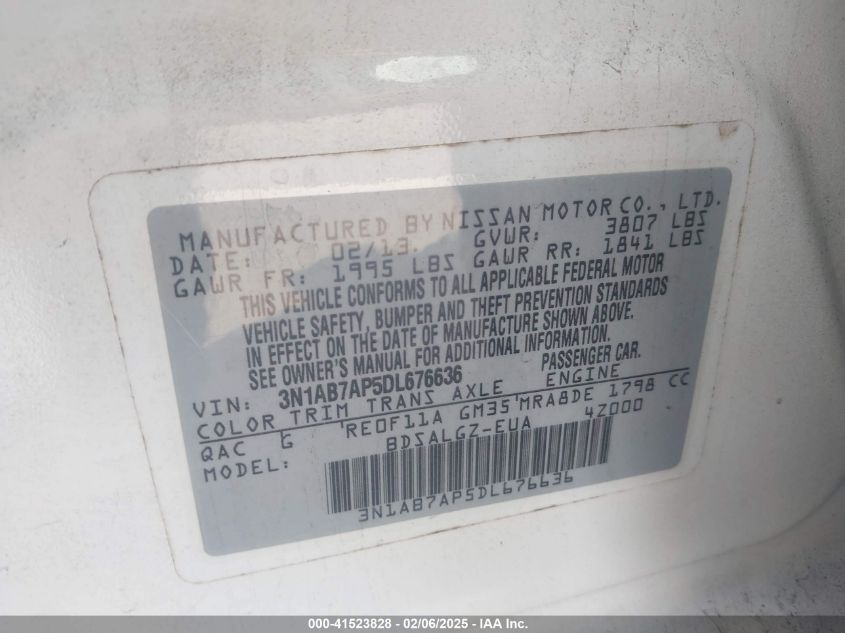 MANUFACTURED BY NISSAN MOTOR CO., LTD.
DATE: 02/13. GVWR: 3807 LBS
GAWR FR: 1995 LBS GAWR RR: 1841 LBS
THIS VEHICLE CONFORMS TO ALL APPLICABLE FEDERAL MOTOR
VEHICLE SAFETY, BUMPER AND THEFT PREVENTION STANDARDS
IN EFFECT ON THE DATE OF MANUFACTURE SHOWN ABOVE.
SEE OWNER'S MANUAL FOR ADDITIONAL INFORMATION.
VIN: 3N1AB7AP5DL676636 PASSENGER CAR.
COLOR TRIM TRANS AXLE ENGINE
QAC G RE0F11A GM35 MRA8DE 1798 CC
MODEL: BDSALGZ-EUA 4Z000
3N1AB7AP5DL676636
000-41523828 - 02/06/2025 - IAA Inc.